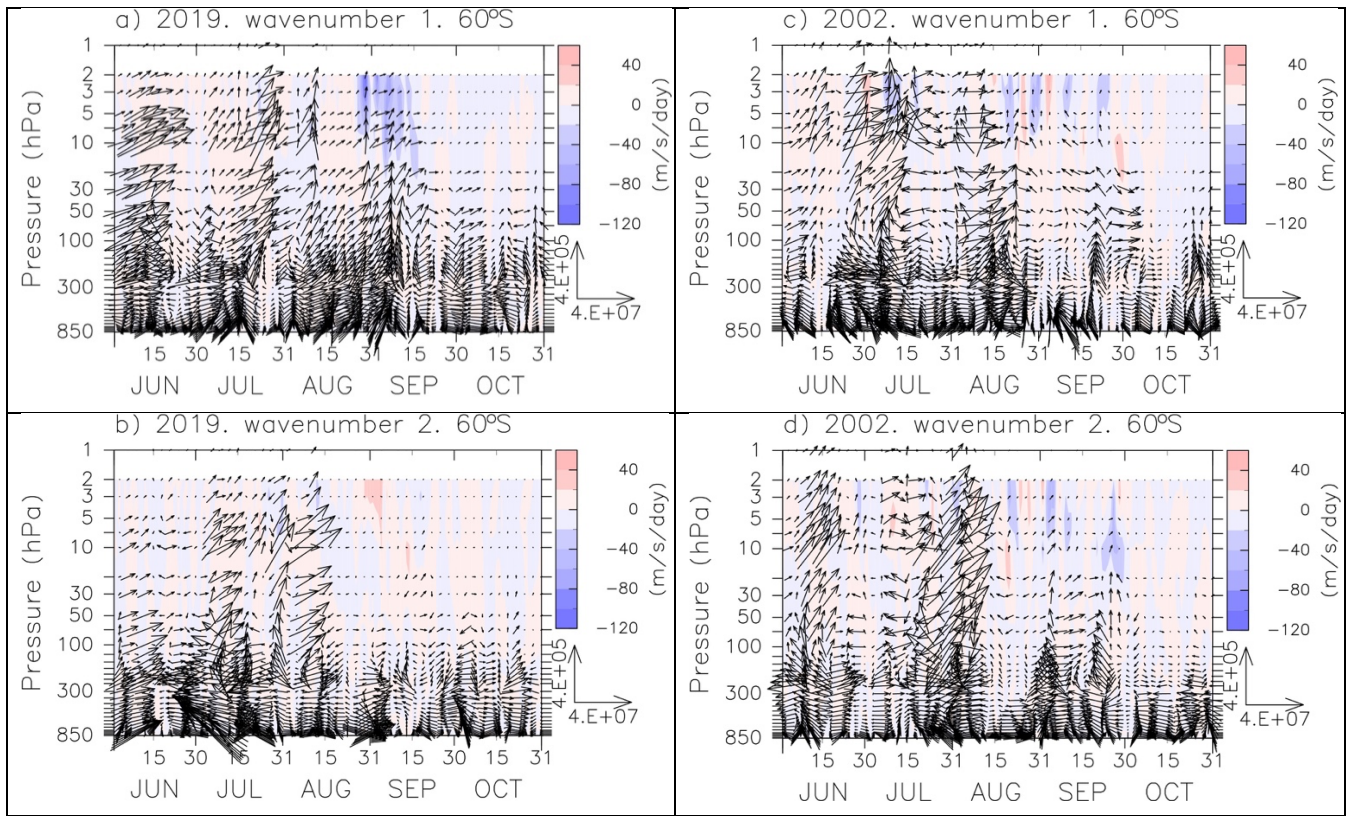 a) 2019. wavenumber 1. 60ºS
1
2
3
5
10
30
50
100
300
850
Pressure (hPa)
15 30 15 31 15 31 15 30 15 31
JUN JUL AUG SEP OCT
40
0
−40
−80
−120
(m/s/day)
4.E+05
4.E+07
c) 2002. wavenumber 1. 60ºS
1
2
3
5
10
30
50
100
300
850
Pressure (hPa)
15 30 15 31 15 31 15 30 15 31
JUN JUL AUG SEP OCT
40
0
−40
−80
−120
(m/s/day)
4.E+05
4.E+07
b) 2019. wavenumber 2. 60ºS
1
2
3
5
10
30
50
100
300
850
Pressure (hPa)
15 30 15 31 15 31 15 30 15 31
JUN JUL AUG SEP OCT
40
0
−40
−80
−120
(m/s/day)
4.E+05
4.E+07
d) 2002. wavenumber 2. 60ºS
1
2
3
5
10
30
50
100
300
850
Pressure (hPa)
15 30 15 31 15 31 15 30 15 31
JUN JUL AUG SEP OCT
40
0
−40
−80
−120
(m/s/day)
4.E+05
4.E+07